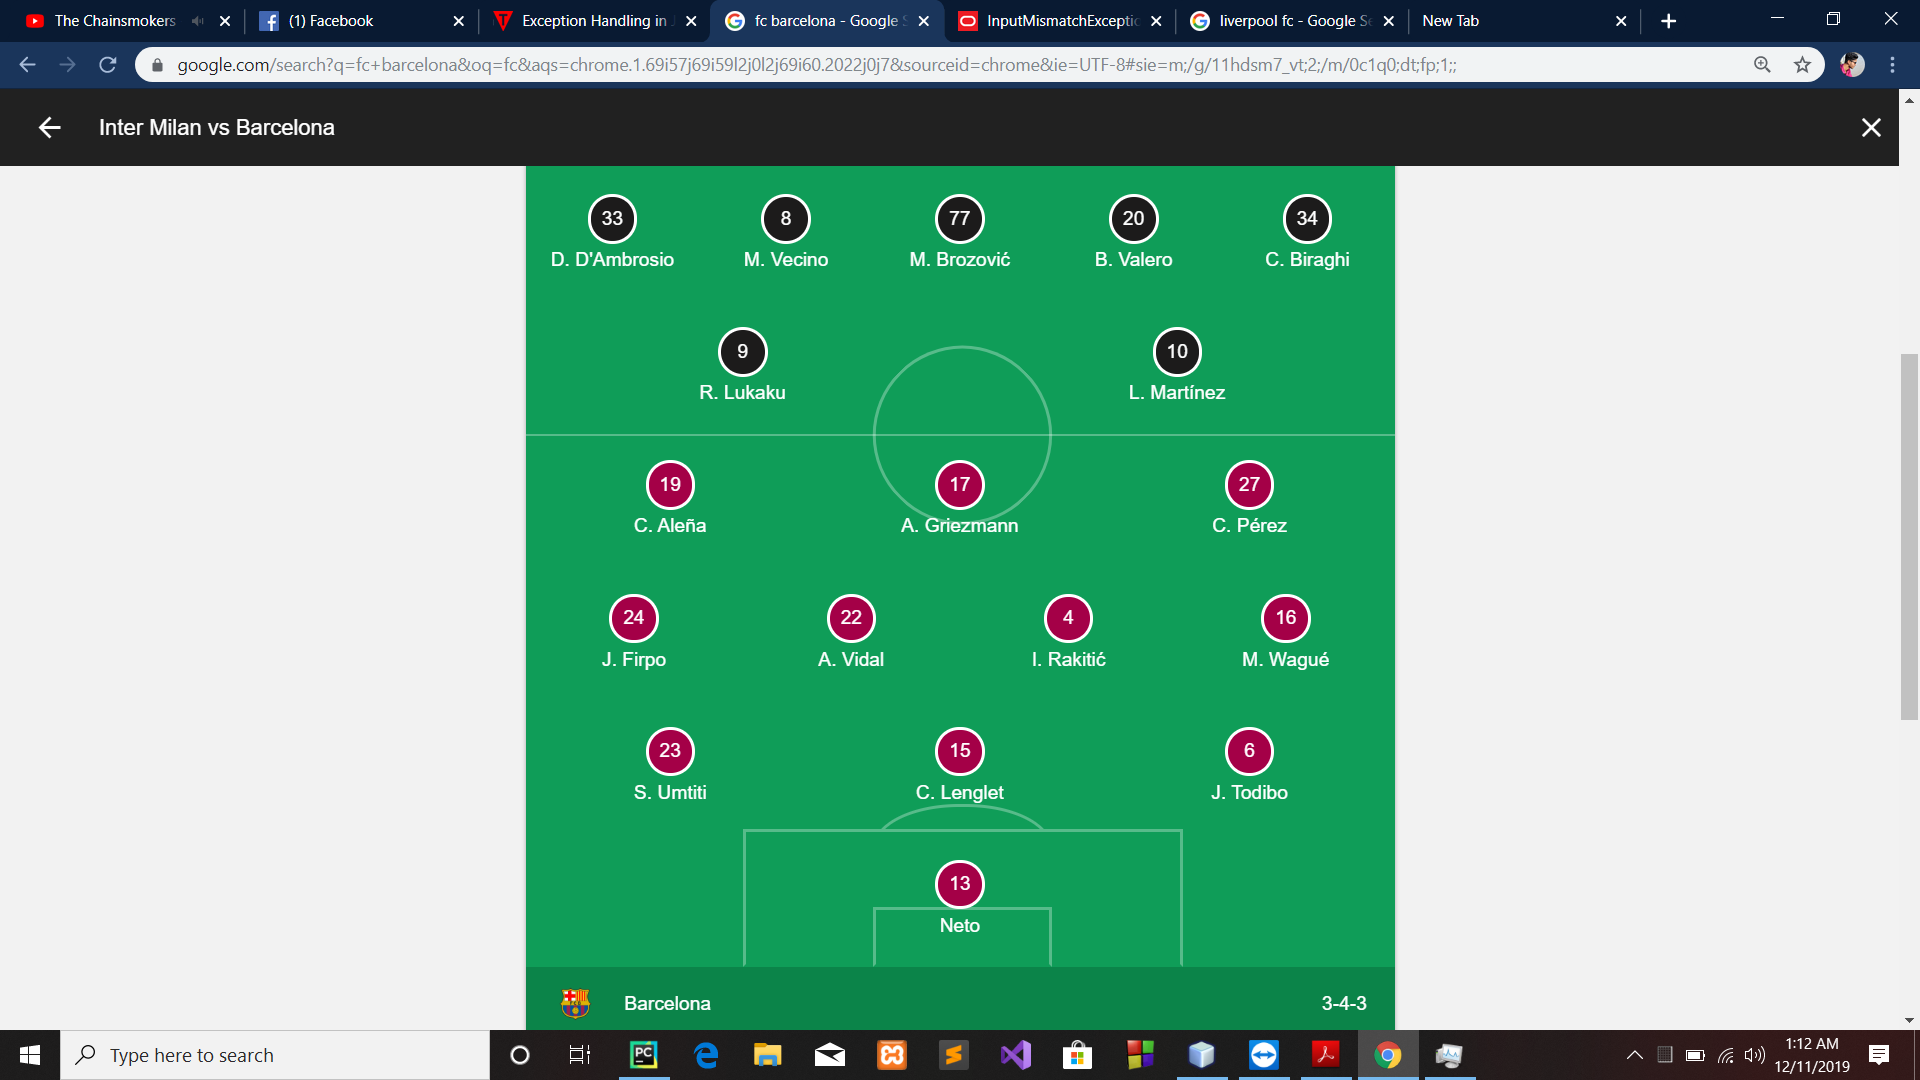 The Chainsmokers
(1) Facebook
Exception Handling in J
fc barcelona - Google S
InputMismatchExceptio
liverpool fc - Google Se
New Tab
google.com/search?q=fc+barcelona&oq=fc&aqs=chrome.1.69i57j69i59l2j0l2j69i60.2022j0j7&sourceid=chrome&ie=UTF-8#sie=m;/g/11hdsm7_vt;2;/m/0c1q0;dt;fp;1;;
Inter Milan vs Barcelona
33 8 77 20 34
D. D'Ambrosio M. Vecino M. Brozović B. Valero C. Biraghi
9 10
R. Lukaku L. Martínez
19 17 27
C. Aleña A. Griezmann C. Pérez
24 22 4 16
J. Firpo A. Vidal I. Rakitić M. Wagué
23 15 6
S. Umtiti C. Lenglet J. Todibo
13
Neto
Barcelona 3-4-3
Type here to search
PC
1:12 AM
12/11/2019